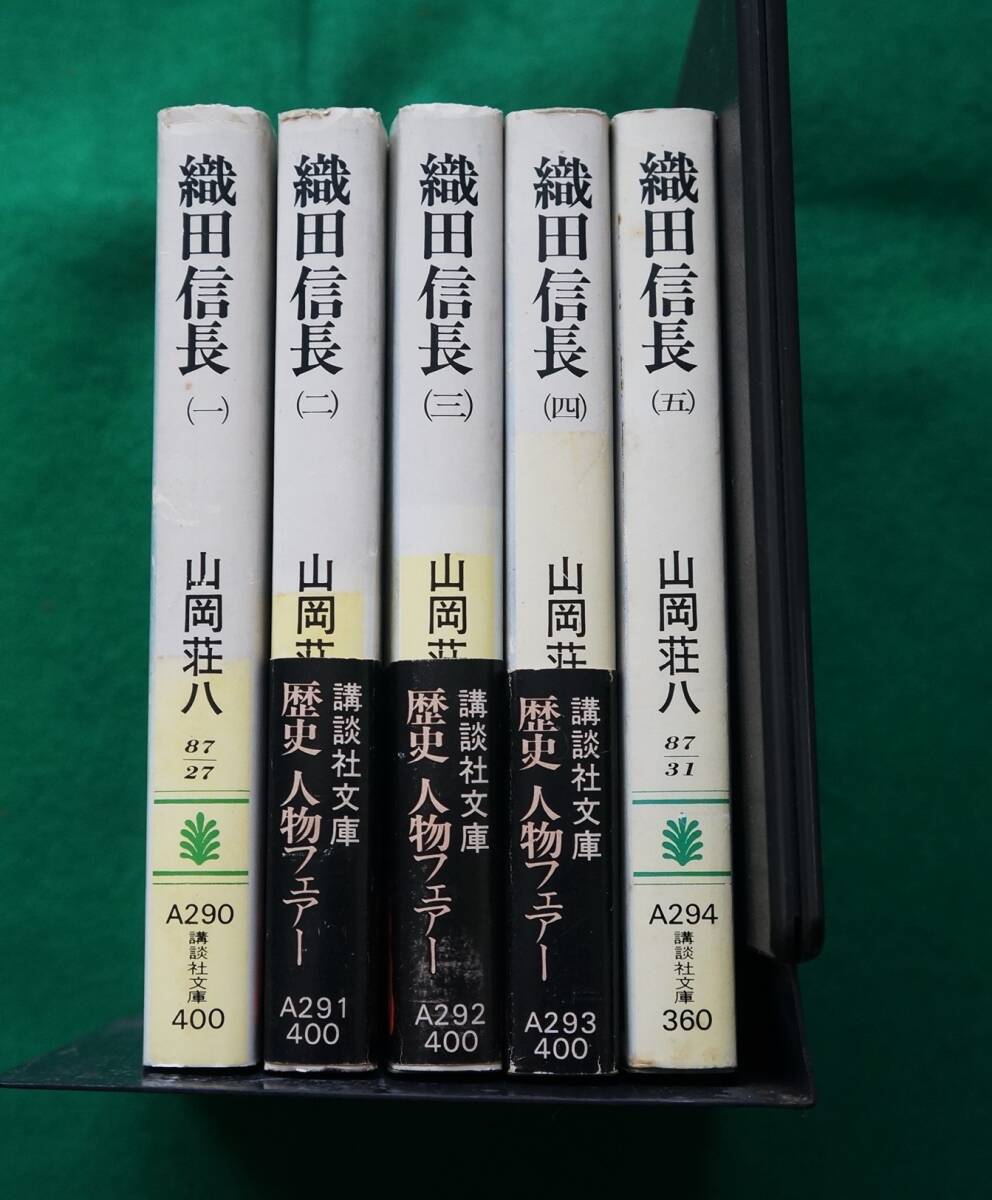 織田信長
(一)
山岡荘八
87
27
A290
講談社文庫
400
織田信長
(二)
山岡荘
講談社文庫
歴史人物フェアー
A291
400
織田信長
(三)
山岡荘
講談社文庫
歴史人物フェアー
A292
400
織田信長
(四)
山岡荘
講談社文庫
歴史人物フェアー
A293
400
織田信長
(五)
山岡荘八
87
31
A294
講談社文庫
360